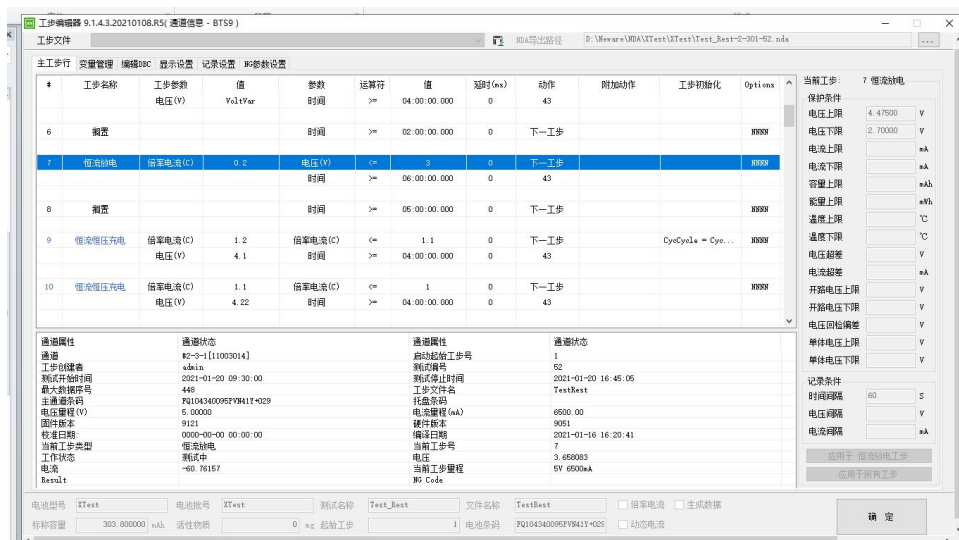 工步编辑器 9.1.4.3.20210108.R5( 通道信息 - BTS9 )
工步文件 NDA导出路径 D:\Neware\NDA\XTest\XTest\Test_Rest-2-301-52.nda ...
主工步行 变量管理 编辑DBC 显示设置 记录设置 NG参数设置
# 工步名称 工步参数 值 参数 运算符 值 延时(ms) 动作 附加动作 工步初始化 Options
电压(V) VoltVar 时间 >= 04:00:00.000 0 43
6 搁置 时间 >= 02:00:00.000 0 下一工步 NNNN
7 恒流放电 倍率电流(C) 0.2 电压(V) <= 3 0 下一工步 NNNN
时间 >= 06:00:00.000 0 43
8 搁置 时间 >= 05:00:00.000 0 下一工步 NNNN
9 恒流恒压充电 倍率电流(C) 1.2 倍率电流(C) <= 1.1 0 下一工步 CycCycle = Cyc... NNNN
电压(V) 4.1 时间 >= 04:00:00.000 0 43
10 恒流恒压充电 倍率电流(C) 1.1 倍率电流(C) <= 1 0 下一工步 NNNN
电压(V) 4.22 时间 >= 04:00:00.000 0 43
当前工步: 7 恒流放电
保护条件
电压上限 4.47500 V
电压下限 2.70000 V
电流上限 mA
电流下限 mA
容量上限 mAh
能量上限 mWh
温度上限 ℃
温度下限 ℃
电压超差 V
电流超差 mA
开路电压上限 V
开路电压下限 V
电压回检偏差 V
单体电压上限 V
单体电压下限 V
记录条件
时间间隔 60 S
电压间隔 V
电流间隔 mA
应用于 恒流放电工步
应用于所有工步
通道属性 通道状态 通道属性 通道状态
通道 #2-3-1[11003014] 启动起始工步号 1
工步创建者 admin 测试编号 52
测试开始时间 2021-01-20 09:30:00 测试停止时间 2021-01-20 16:45:05
最大数据序号 448 工步文件名 TestRest
主通道条码 FQ104340095FVN41Y+029 托盘条码
电压量程(V) 5.00000 电流量程(mA) 6500.00
固件版本 9121 硬件版本 9051
校准日期: 0000-00-00 00:00:00 编译日期 2021-01-16 16:20:41
当前工步类型 恒流放电 当前工步号 7
工作状态 测试中 电压 3.658083
电流 -60.76157 当前工步量程 5V 6500mA
Result NG Code
电池型号 XTest 电池批号 XTest 测试名称 Test_Rest 文件名称 TestRest 倍率电流 生成数据
标称容量 303.800000 mAh 活性物质 0 mg 起始工步 1 电池条码 FQ104340095FVN41Y+029 动态电流
确 定